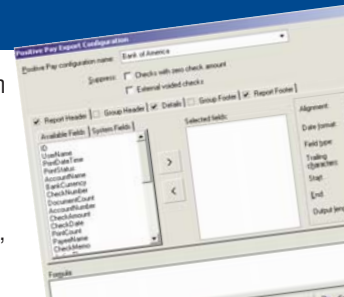 Positive Pay Export Configuration
Positive Pay configuration name: Bank of America
Suppress: Checks with zero check amount
External voided checks
Report Header Group Header Details Group Footer Report Footer
Available Fields System Fields
Selected fields:
ID
UserName
PrintDateTime
PrintStatus
AccountName
BankCurrency
CheckNumber
DocumentCount
AccountNumber
CheckAmount
CheckDate
PrintCount
PayeeName
CheckMemo
>
<
Alignment:
Date format:
Field type:
Trailing characters
Start:
End:
Output leng
Formula